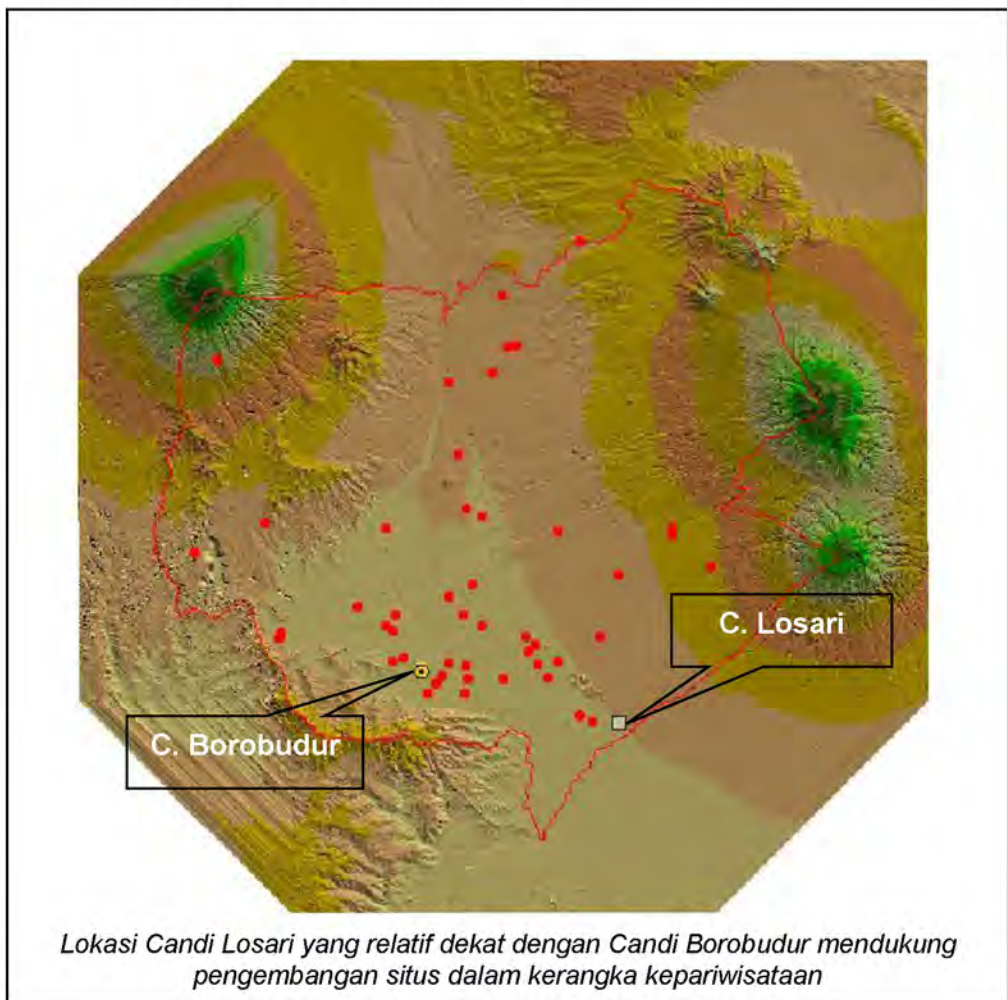 C. Losari
C. Borobudur
Lokasi Candi Losari yang relatif dekat dengan Candi Borobudur mendukung
pengembangan situs dalam kerangka kepariwisataan